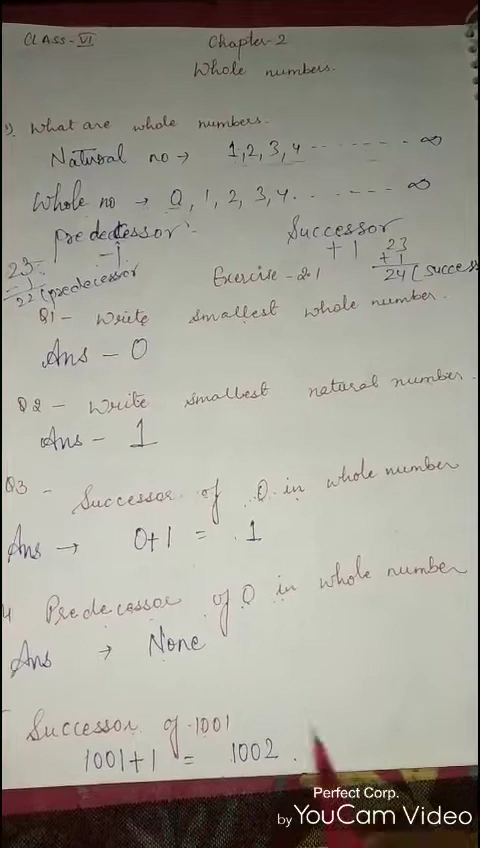 CLASS-VI Chapter-2
Whole numbers.
1). What are whole numbers.
Natural no → 1, 2, 3, 4 ---------- ∞
Whole no → 0, 1, 2, 3, 4. ------- ∞
Predecessor :- Successor
-1 +1
23 23
-1 +1
22 (predecessor 24 (success
Exercise-2.1
Q1- Write smallest whole number.
Ans - 0
Q2 - Write smallest natural number.
Ans - 1
Q3 - Successor of 0 in whole number
Ans → 0+1 = 1
4 Predecessor of 0 in whole number
Ans → None
Successor of 1001
1001+1 = 1002.
Perfect Corp.
by YouCam Video